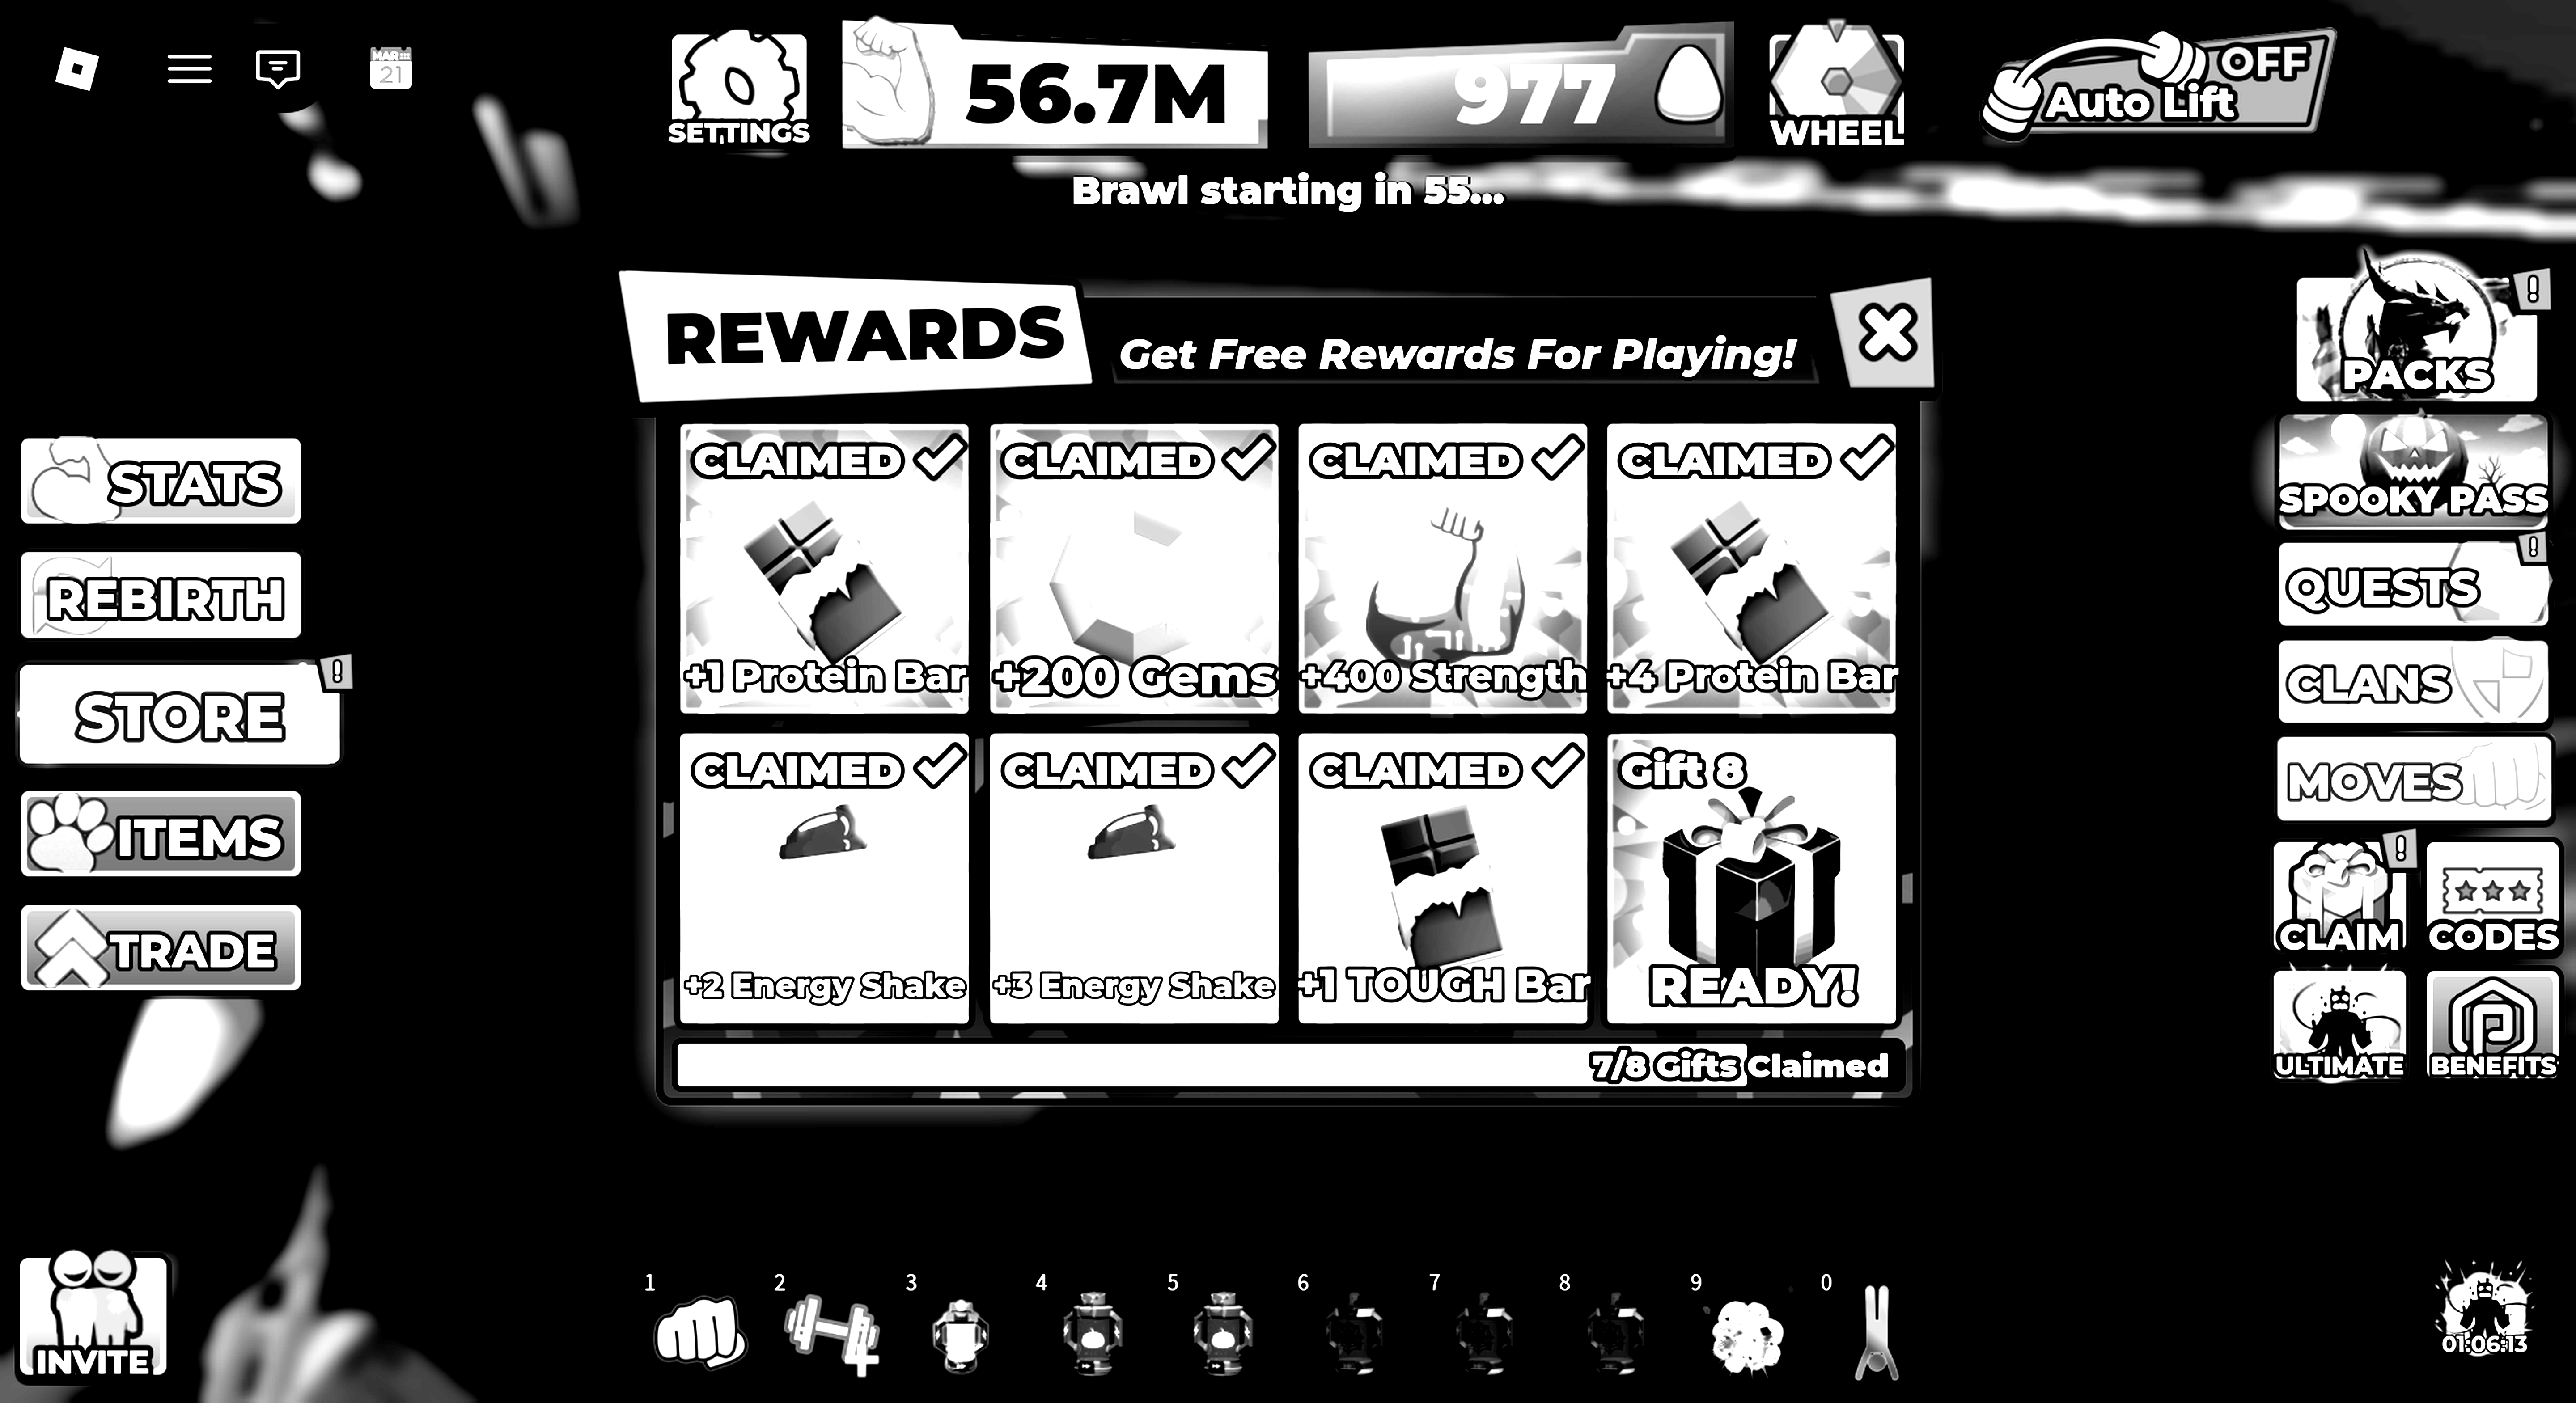 MAR
21
SETTINGS
56.7M
977
WHEEL
OFF
Auto Lift
Brawl starting in 55...
REWARDS
Get Free Rewards For Playing!
PACKS
!
CLAIMED
CLAIMED
CLAIMED
CLAIMED
+1 Protein Bar
+200 Gems
+400 Strength
+4 Protein Bar
CLAIMED
CLAIMED
CLAIMED
Gift 8
+2 Energy Shake
+3 Energy Shake
+1 TOUGH Bar
READY!
7/8 Gifts Claimed
STATS
REBIRTH
STORE
!
ITEMS
TRADE
INVITE
SPOOKY PASS
QUESTS
!
CLANS
MOVES
CLAIM
!
CODES
ULTIMATE
BENEFITS
1
2
3
4
5
6
7
8
9
0
01:06:13